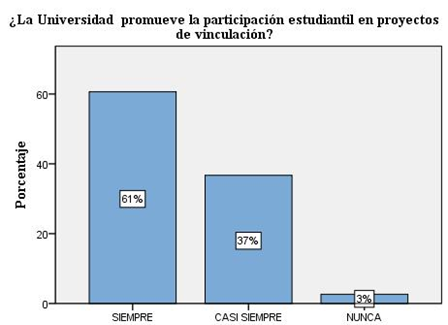 ¿La Universidad promueve la participación estudiantil en proyectos
de vinculación?
Porcentaje
60
40
20
0
61%
37%
3%
SIEMPRE
CASI SIEMPRE
NUNCA